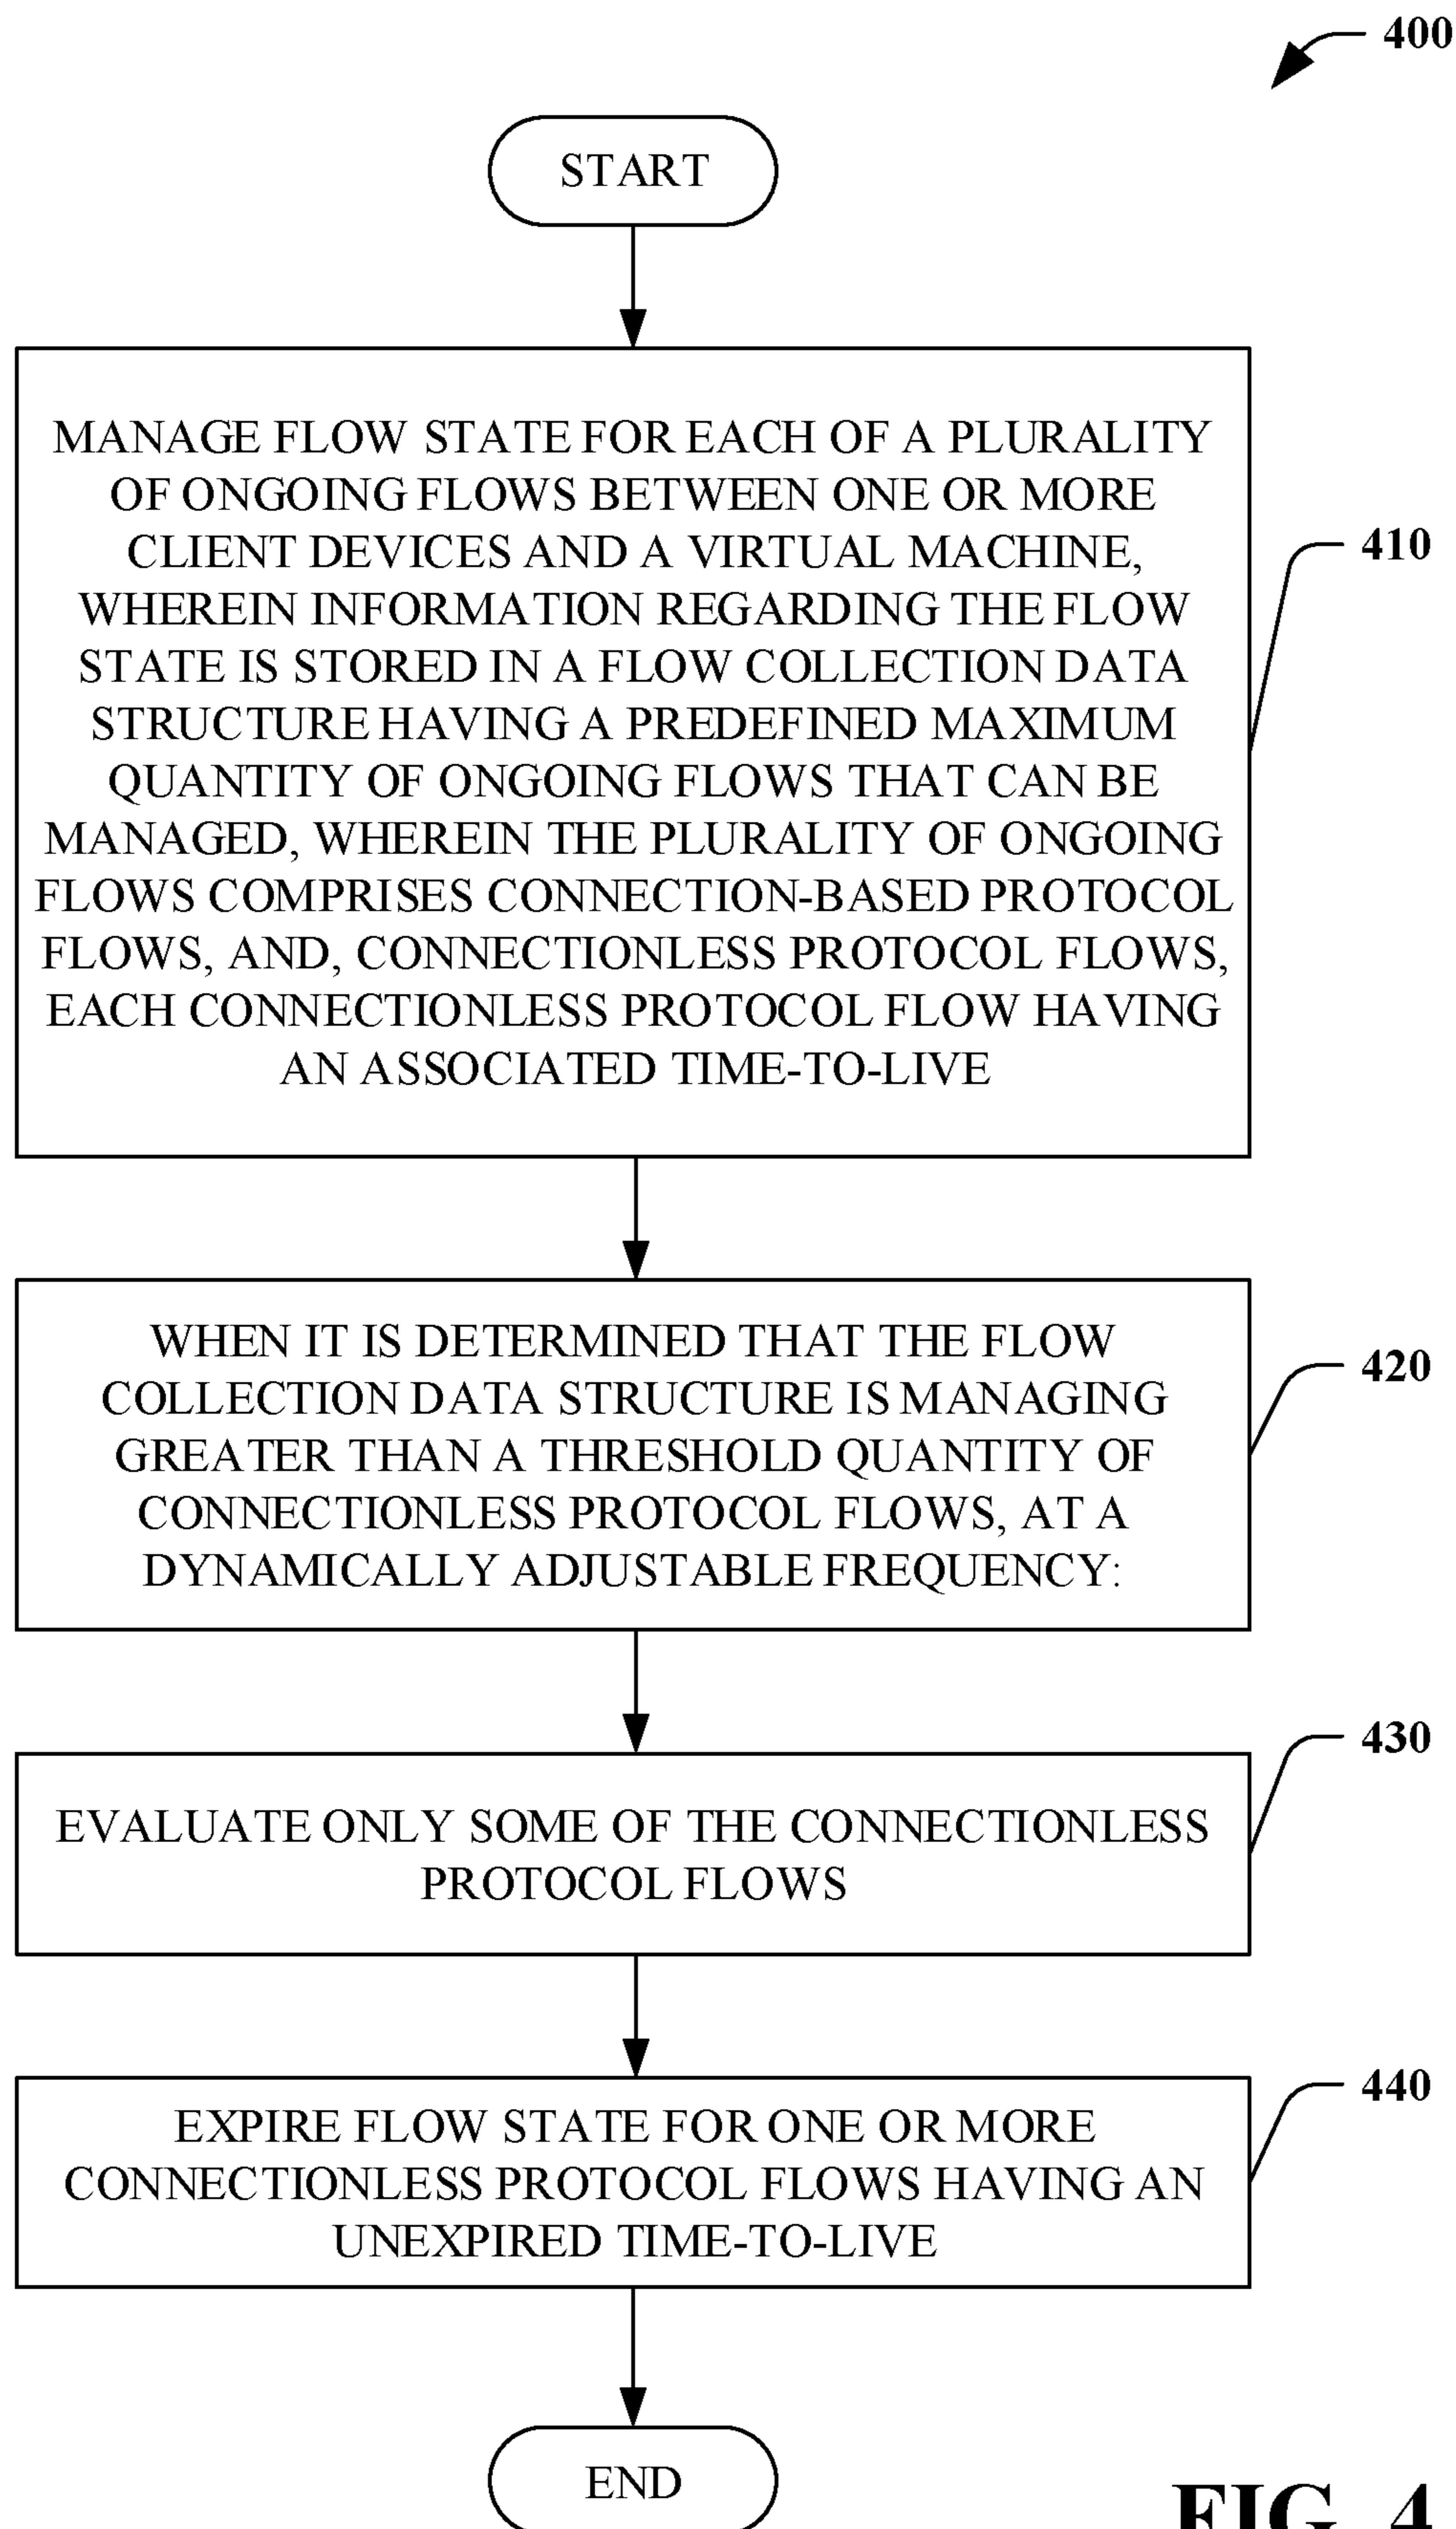 400
START
MANAGE FLOW STATE FOR EACH OF A PLURALITY
OF ONGOING FLOWS BETWEEN ONE OR MORE
CLIENT DEVICES AND A VIRTUAL MACHINE,
WHEREIN INFORMATION REGARDING THE FLOW
STATE IS STORED IN A FLOW COLLECTION DATA
STRUCTURE HAVING A PREDEFINED MAXIMUM
QUANTITY OF ONGOING FLOWS THAT CAN BE
MANAGED, WHEREIN THE PLURALITY OF ONGOING
FLOWS COMPRISES CONNECTION-BASED PROTOCOL
FLOWS, AND, CONNECTIONLESS PROTOCOL FLOWS,
EACH CONNECTIONLESS PROTOCOL FLOW HAVING
AN ASSOCIATED TIME-TO-LIVE
410
WHEN IT IS DETERMINED THAT THE FLOW
COLLECTION DATA STRUCTURE IS MANAGING
GREATER THAN A THRESHOLD QUANTITY OF
CONNECTIONLESS PROTOCOL FLOWS, AT A
DYNAMICALLY ADJUSTABLE FREQUENCY:
420
EVALUATE ONLY SOME OF THE CONNECTIONLESS
PROTOCOL FLOWS
430
EXPIRE FLOW STATE FOR ONE OR MORE
CONNECTIONLESS PROTOCOL FLOWS HAVING AN
UNEXPIRED TIME-TO-LIVE
440
END
FIG. 4